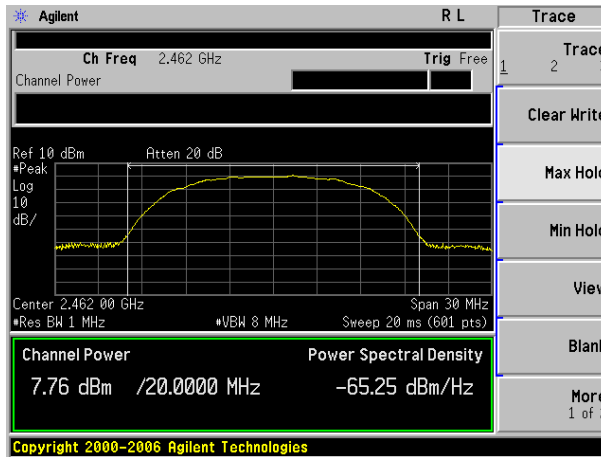 Agilent R L Trace
Ch Freq 2.462 GHz Trig Free
Channel Power
Trace
1 2
Clear Write
Max Hold
Min Hold
View
Blank
More
1 of
Ref 10 dBm Atten 20 dB
#Peak
Log
10
dB/
Center 2.462 00 GHz Span 30 MHz
#Res BW 1 MHz #VBW 8 MHz Sweep 20 ms (601 pts)
Channel Power Power Spectral Density
7.76 dBm /20.0000 MHz -65.25 dBm/Hz
Copyright 2000-2006 Agilent Technologies